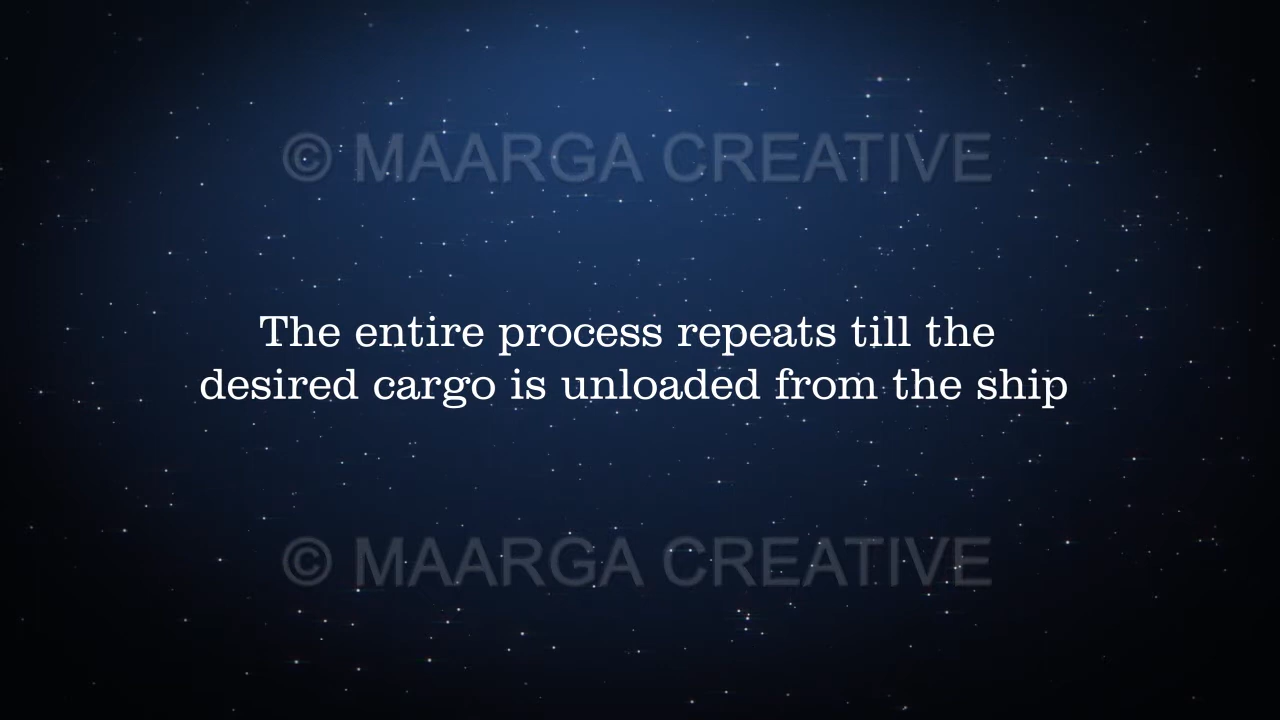 © MAARGA CREATIVE
The entire process repeats till the
desired cargo is unloaded from the ship
© MAARGA CREATIVE